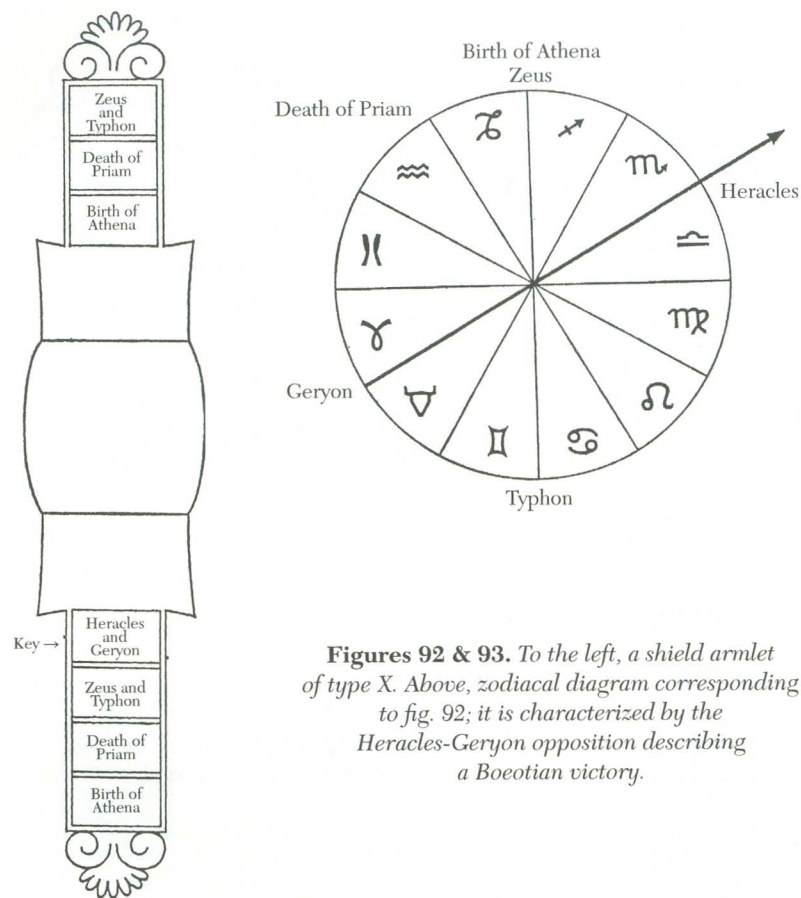 Zeus
and
Typhon
Death of
Priam
Birth of
Athena
Key →
Heracles
and
Geryon
Zeus and
Typhon
Death of
Priam
Birth of
Athena
Birth of Athena
Zeus
Death of Priam
♑
♐
♒
♏
Heracles
♓
♎
♈
♍
Geryon
♉
♌
♊
♋
Typhon
Figures 92 & 93. To the left, a shield armlet
of type X. Above, zodiacal diagram corresponding
to fig. 92; it is characterized by the
Heracles-Geryon opposition describing
a Boeotian victory.